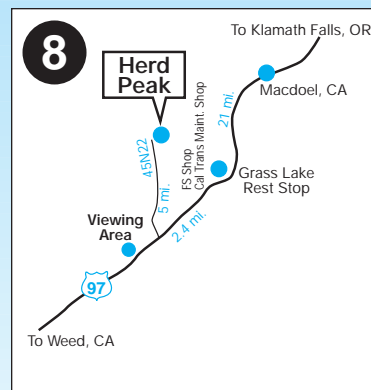 8
To Klamath Falls, OR
Herd
Peak
Macdoel, CA
21 mi.
FS Shop
Cal Trans Maint. Shop
45N22
Grass Lake
Rest Stop
5 mi.
Viewing
Area
2.4 mi.
97
To Weed, CA